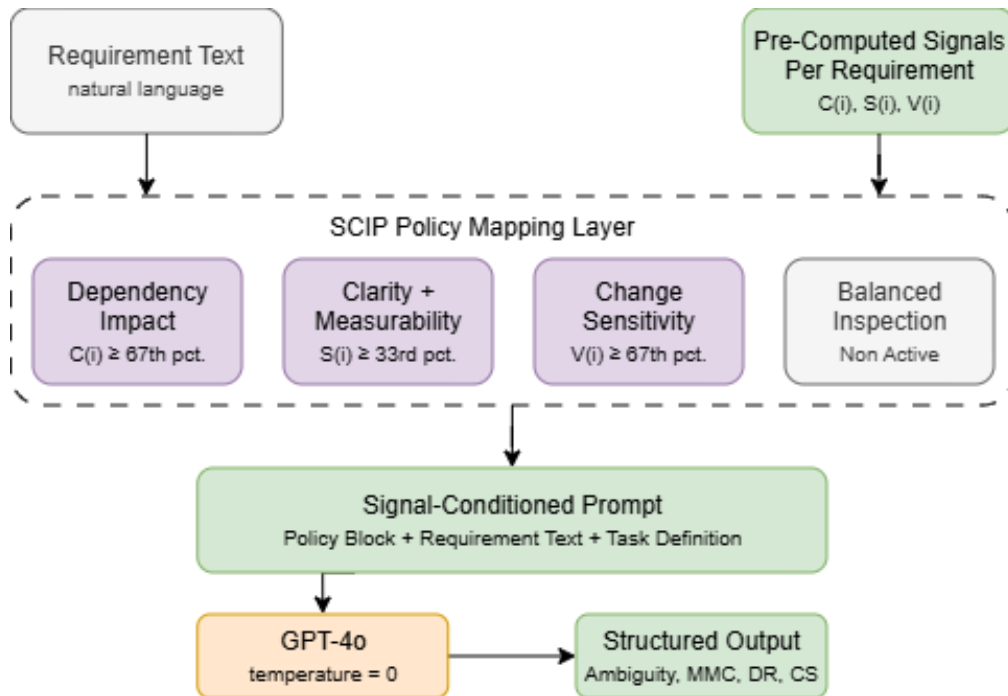 Requirement Text
natural language
Pre-Computed Signals
Per Requirement
C(i), S(i), V(i)
SCIP Policy Mapping Layer
Dependency
Impact
C(i) ≥ 67th pct.
Clarity +
Measurability
S(i) ≥ 33rd pct.
Change
Sensitivity
V(i) ≥ 67th pct.
Balanced
Inspection
Non Active
Signal-Conditioned Prompt
Policy Block + Requirement Text + Task Definition
GPT-4o
temperature = 0
Structured Output
Ambiguity, MMC, DR, CS